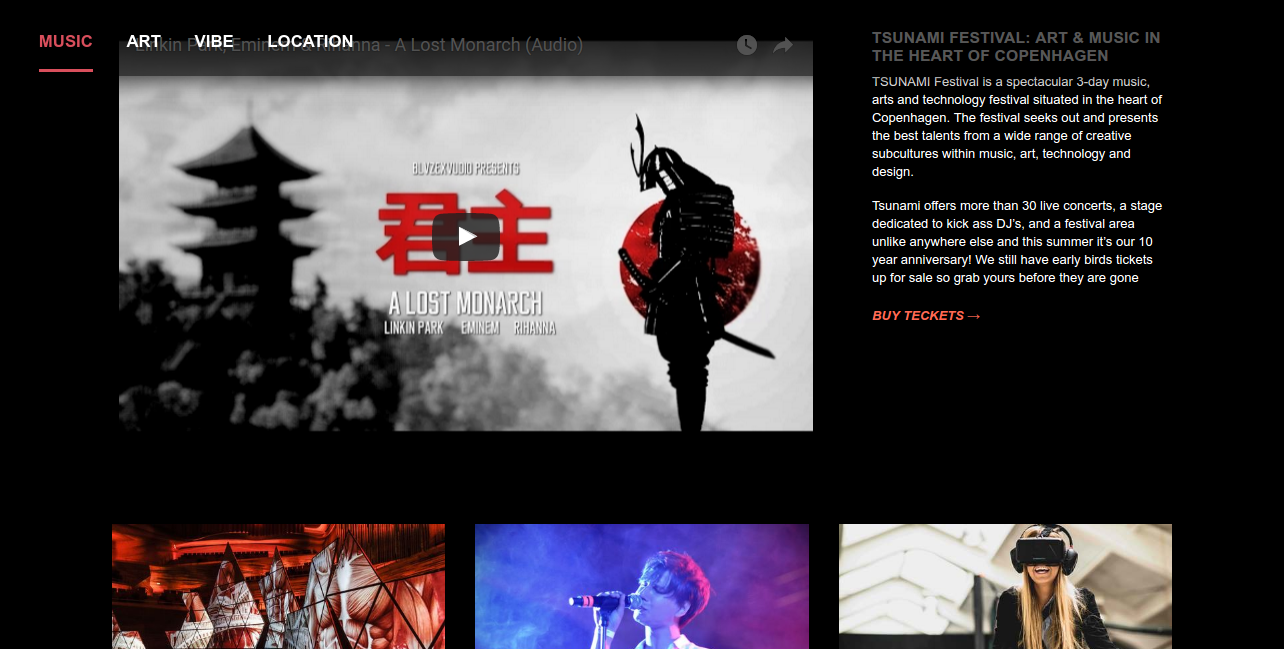 MUSIC ART VIBE LOCATION
Linkin Park, Eminem & Rihanna - A Lost Monarch (Audio)
BLVZEXVUDIO PRESENTS
君主
A LOST MONARCH
LINKIN PARK EMINEM RIHANNA
TSUNAMI FESTIVAL: ART & MUSIC IN
THE HEART OF COPENHAGEN
TSUNAMI Festival is a spectacular 3-day music,
arts and technology festival situated in the heart of
Copenhagen. The festival seeks out and presents
the best talents from a wide range of creative
subcultures within music, art, technology and
design.
Tsunami offers more than 30 live concerts, a stage
dedicated to kick ass DJ's, and a festival area
unlike anywhere else and this summer it's our 10
year anniversary! We still have early birds tickets
up for sale so grab yours before they are gone
BUY TECKETS →